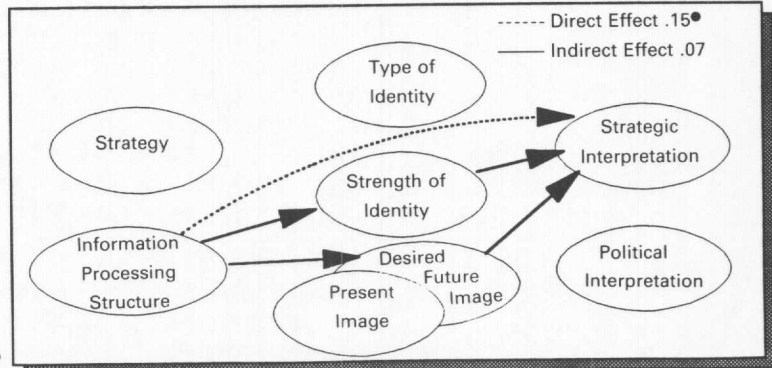 Direct Effect .15●
Indirect Effect .07
Type of
Identity
Strategy
Strategic
Interpretation
Strength of
Identity
Information
Processing
Structure
Desired
Future
Image
Present
Image
Political
Interpretation